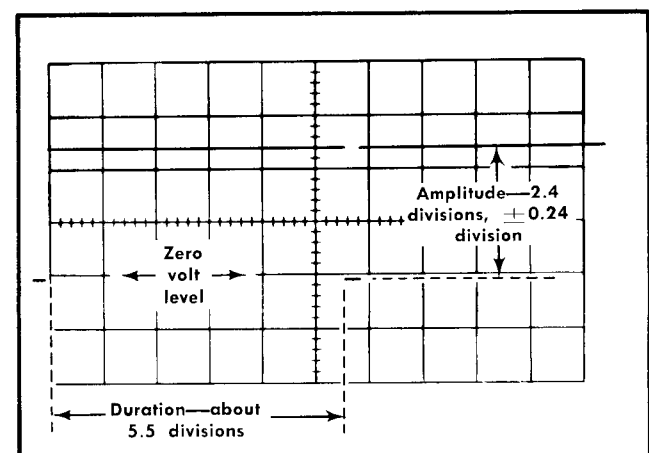 Amplitude—2.4
divisions, ±0.24
division
Zero
volt
level
Duration—about
5.5 divisions